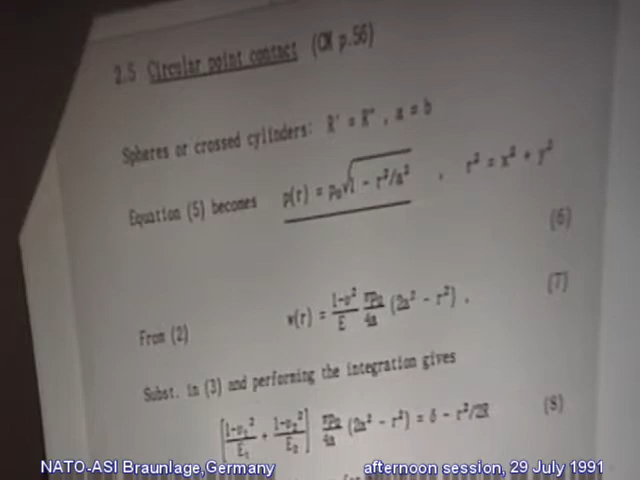 2.5 Circular point contact (CM p.56)
Spheres or crossed cylinders: R' = R" , a = b
Equation (5) becomes p(r) = p₀√1 - r²/a² , r² = x² + y²
(6)
From (2) w(r) = 1-υ²/E πp₀/4a (2a² - r²) . (7)
Subst. in (3) and performing the integration gives
[1-υ₁²/E₁ + 1-υ₂²/E₂] πp₀/4a (2a² - r²) = δ - r²/2R (8)
NATO-ASI Braunlage,Germany afternoon session, 29 July 1991